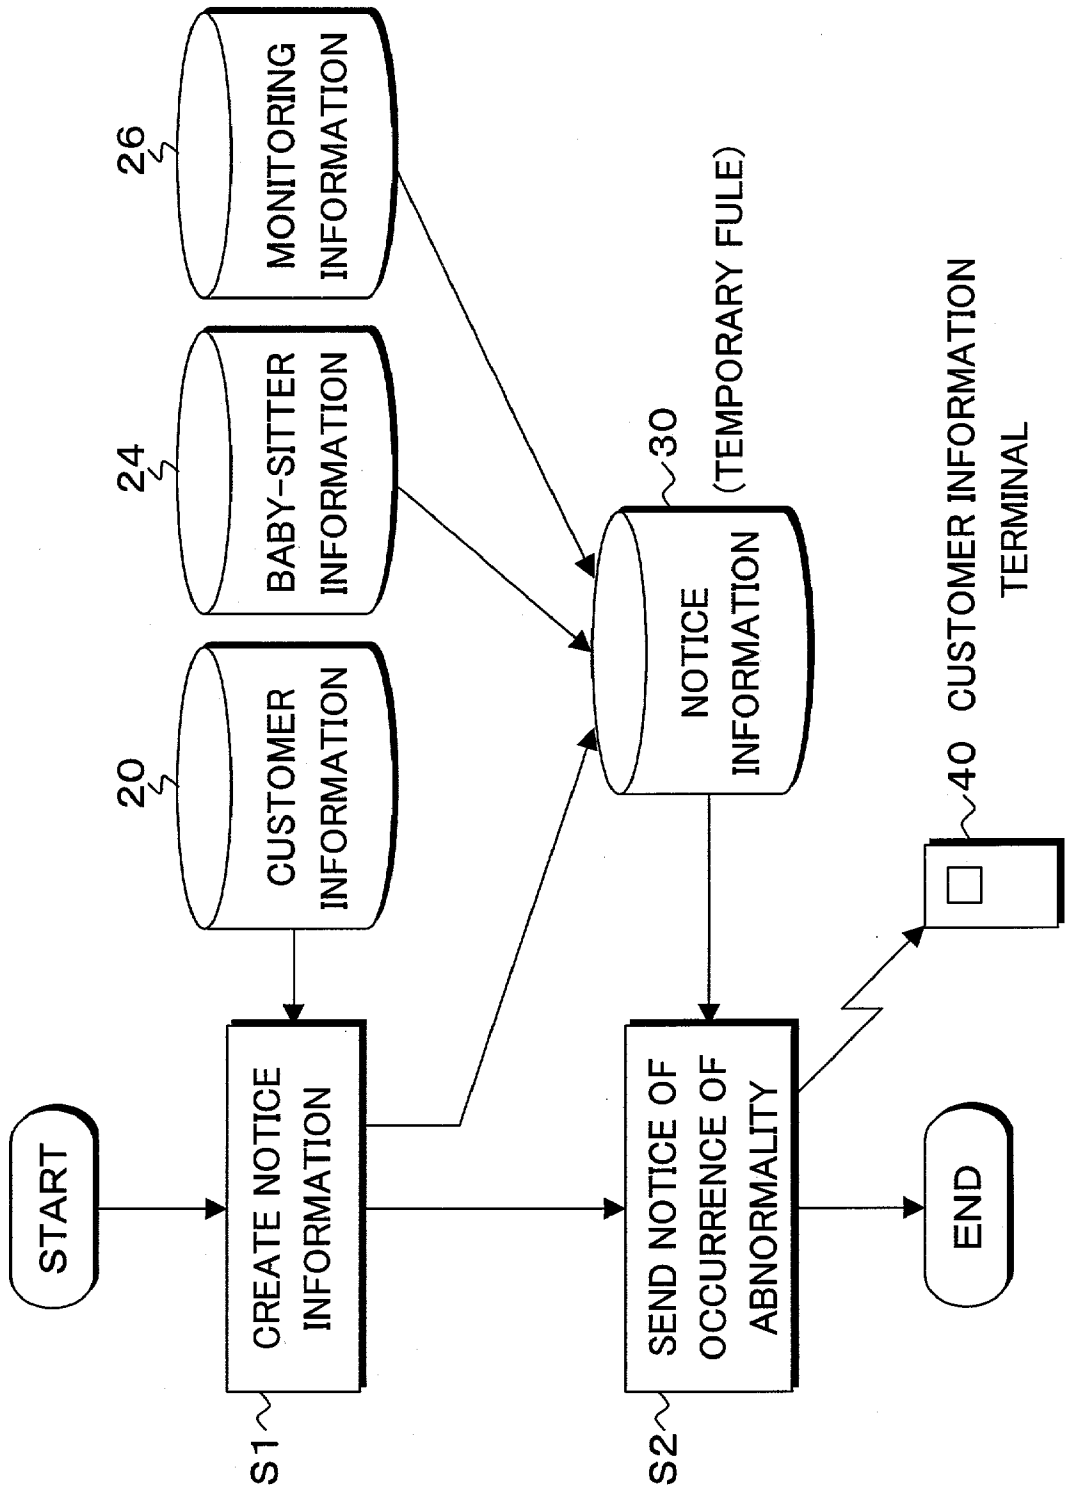 START
S1
CREATE NOTICE
INFORMATION
20
CUSTOMER
INFORMATION
24
BABY-SITTER
INFORMATION
26
MONITORING
INFORMATION
S2
SEND NOTICE OF
OCCURRENCE OF
ABNORMALITY
30
NOTICE
INFORMATION
(TEMPORARY FULE)
END
40 CUSTOMER INFORMATION
TERMINAL